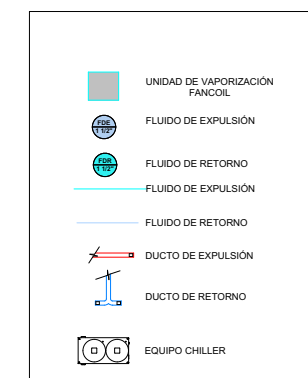 UNIDAD DE VAPORIZACIÓN
FANCOIL
FDE
1 1/2"
FLUIDO DE EXPULSIÓN
FDR
1 1/2"
FLUIDO DE RETORNO
FLUIDO DE EXPULSIÓN
FLUIDO DE RETORNO
DUCTO DE EXPULSIÓN
DUCTO DE RETORNO
EQUIPO CHILLER